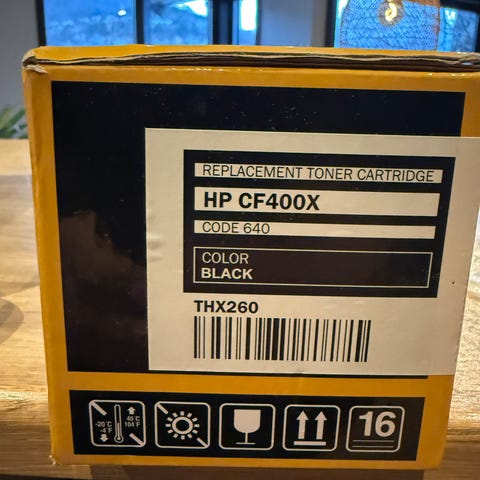 REPLACEMENT TONER CARTRIDGE
HP CF400X
CODE 640
COLOR
BLACK
THX260
-20°C
-4°F
40°C
104°F
16